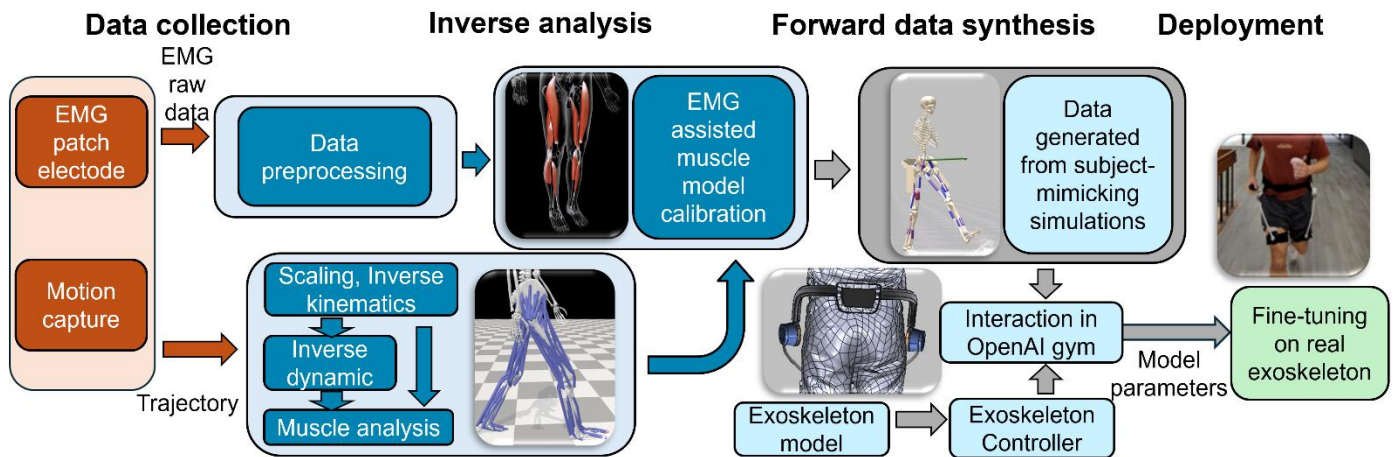 Data collection
Inverse analysis
Forward data synthesis
Deployment
EMG
raw
data
EMG
patch
electode
Data
preprocessing
EMG
assisted
muscle
model
calibration
Data
generated
from subject-
mimicking
simulations
Motion
capture
Trajectory
Scaling, Inverse
kinematics
Inverse
dynamic
Muscle analysis
Interaction in
OpenAI gym
Model
parameters
Fine-tuning
on real
exoskeleton
Exoskeleton
model
Exoskeleton
Controller